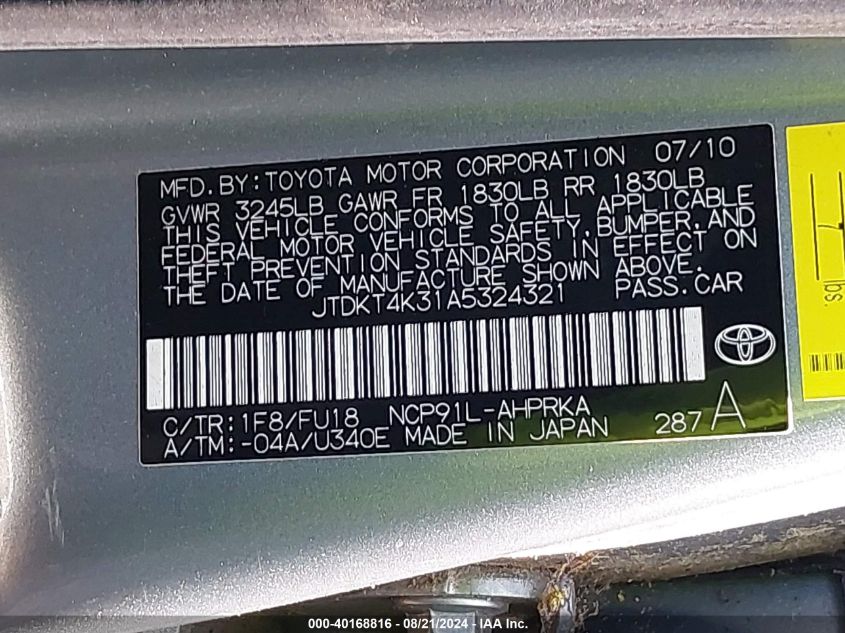 MFD. BY: TOYOTA MOTOR CORPORATION 07/10
GVWR 3245LB GAWR FR 1830LB RR 1830LB
THIS VEHICLE CONFORMS TO ALL APPLICABLE
FEDERAL MOTOR VEHICLE SAFETY, BUMPER, AND
THEFT PREVENTION STANDARDS IN EFFECT ON
THE DATE OF MANUFACTURE SHOWN ABOVE.
JTDKT4K31A5324321 PASS. CAR
C/TR: 1F8/FU18 NCP91L-AHPRKA
A/TM: -04A/U340E MADE IN JAPAN 287 A
lbs.
000-40168816 - 08/21/2024 - IAA